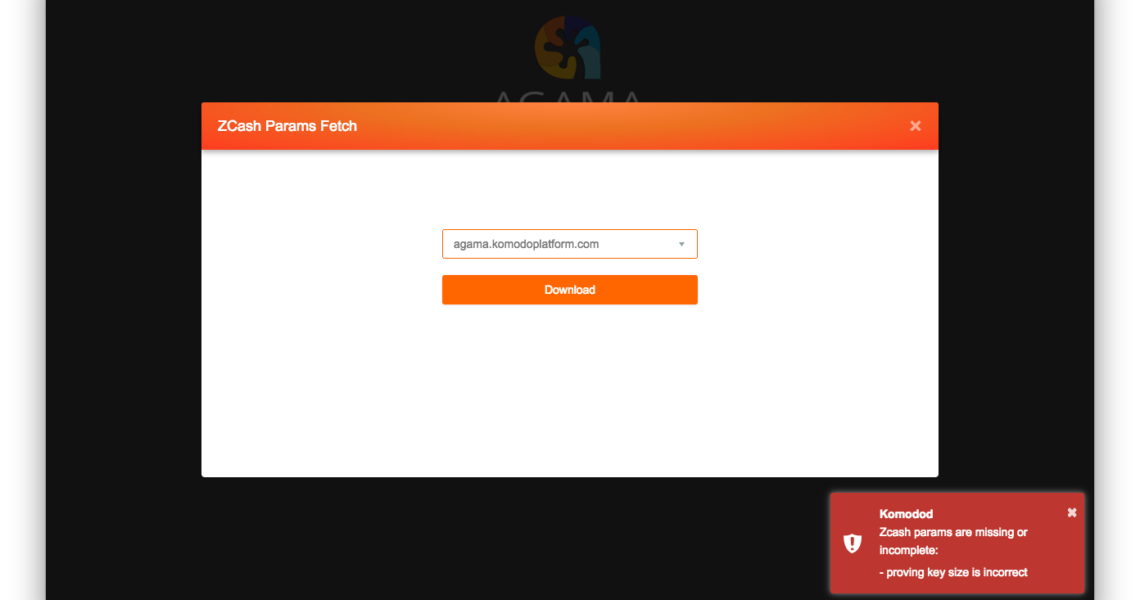 AGAMA
ZCash Params Fetch
agama.komodoplatform.com
Download
Komodod
Zcash params are missing or
incomplete:
- proving key size is incorrect